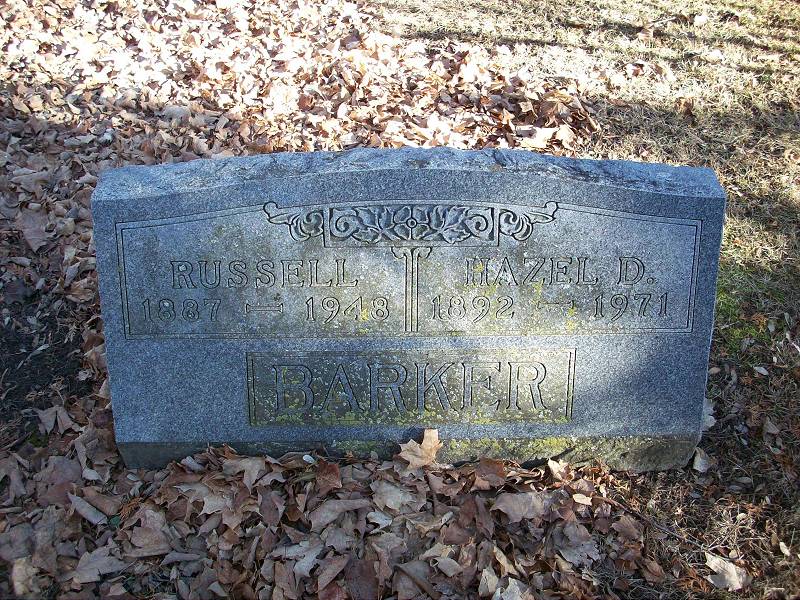 RUSSELL
1887 — 1948
HAZEL D.
1892 — 1971
BARKER